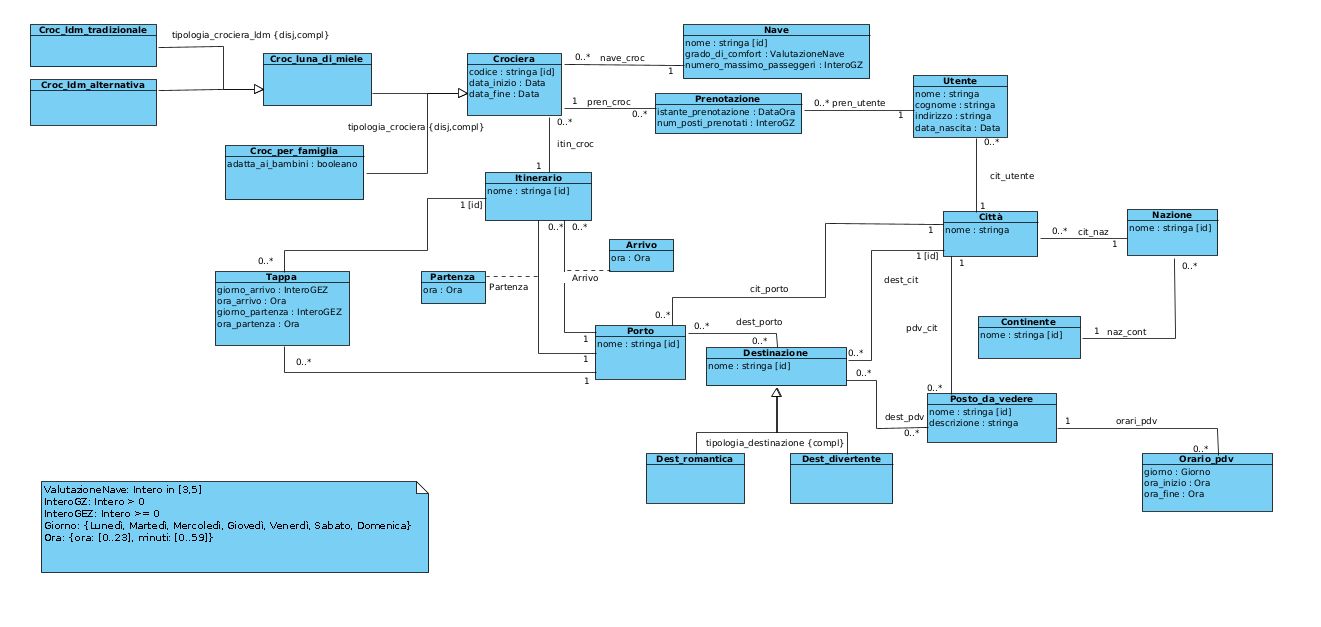 Croc_ldm_tradizionale
tipologia_crociera_ldm {disj,compl}
Croc_ldm_alternativa
Croc_luna_di_miele
Crociera
codice : stringa [id]
data_inizio : Data
data_fine : Data
0..* nave_croc
1
Nave
nome : stringa [id]
grado_di_comfort : ValutazioneNave
numero_massimo_passeggeri : InteroGZ
1 pren_croc
0..*
Prenotazione
istante_prenotazione : DataOra
num_posti_prenotati : InteroGZ
0..* pren_utente
1
Utente
nome : stringa
cognome : stringa
indirizzo : stringa
data_nascita : Data
0..*
cit_utente
1
tipologia_crociera {disj,compl}
Croc_per_famiglia
adatta_ai_bambini : booleano
0..*
itin_croc
1
Itinerario
nome : stringa [id]
1 [id]
0..* 0..*
Arrivo
ora : Ora
Arrivo
Partenza
ora : Ora
Partenza
0..*
Tappa
giorno_arrivo : InteroGEZ
ora_arrivo : Ora
giorno_partenza : InteroGEZ
ora_partenza : Ora
0..*
Città
nome : stringa
1
0..* cit_naz
1
Nazione
nome : stringa [id]
0..*
1 [id]
1
dest_cit
cit_porto
0..*
Porto
nome : stringa [id]
1
1
1
0..*
dest_porto
0..*
pdv_cit
Continente
nome : stringa [id]
1 naz_cont
Destinazione
nome : stringa [id]
0..*
0..*
0..*
dest_pdv
0..*
Posto_da_vedere
nome : stringa [id]
descrizione : stringa
1
orari_pdv
0..*
tipologia_destinazione {compl}
Dest_romantica
Dest_divertente
Orario_pdv
giorno : Giorno
ora_inizio : Ora
ora_fine : Ora
ValutazioneNave: Intero in [3,5]
InteroGZ: Intero > 0
InteroGEZ: Intero >= 0
Giorno: {Lunedì, Martedì, Mercoledì, Giovedì, Venerdì, Sabato, Domenica}
Ora: {ora: [0..23], minuti: [0..59]}